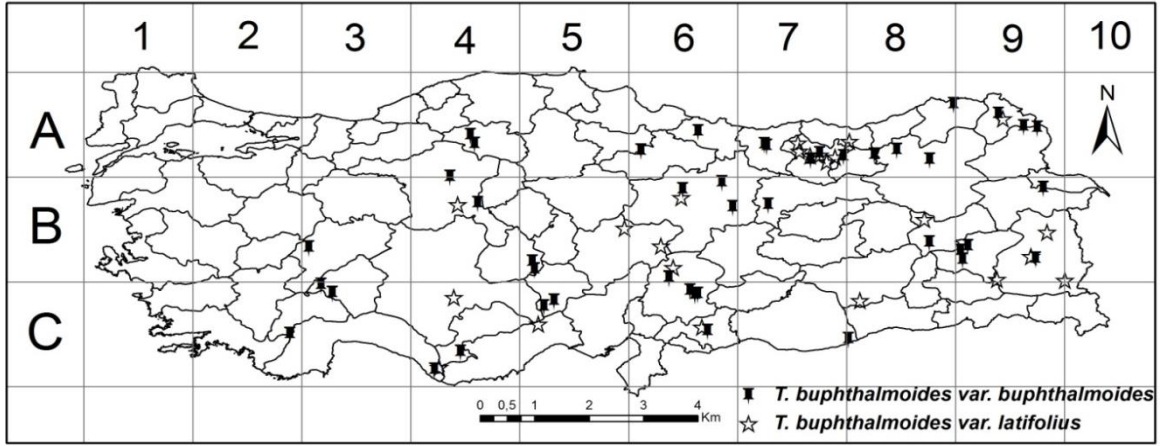 1 2 3 4 5 6 7 8 9 10
A
N
B
C
T. buphthalmoides var. buphthalmoides
T. buphthalmoides var. latifolius
0 0,5 1 2 3 4
Km